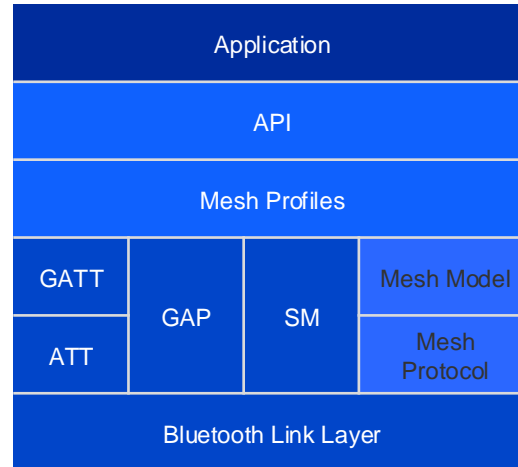 Application
API
Mesh Profiles
GATT
GAP
SM
Mesh Model
ATT
Mesh
Protocol
Bluetooth Link Layer